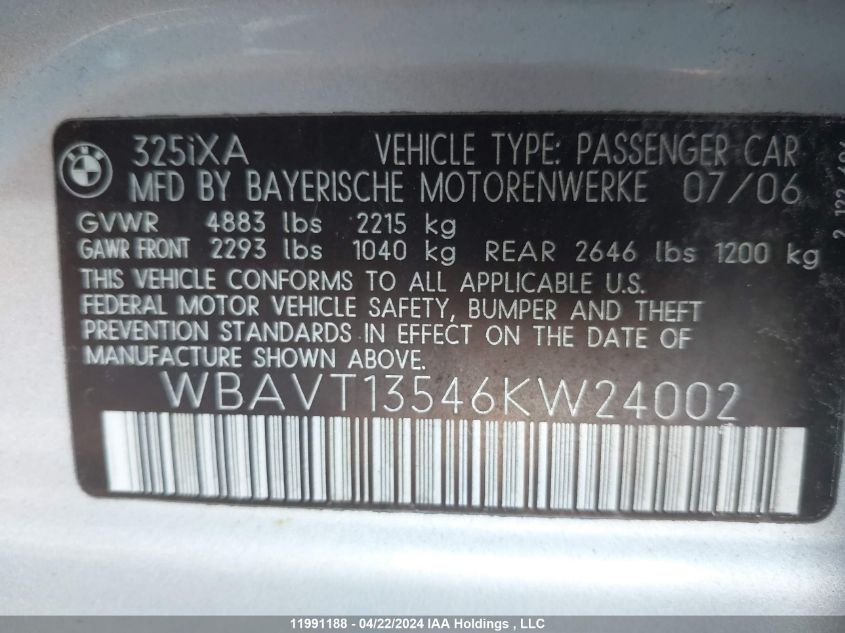 325iXA VEHICLE TYPE: PASSENGER CAR
MFD BY BAYERISCHE MOTORENWERKE 07/06
GVWR 4883 lbs 2215 kg
GAWR FRONT 2293 lbs 1040 kg REAR 2646 lbs 1200 kg
THIS VEHICLE CONFORMS TO ALL APPLICABLE U.S.
FEDERAL MOTOR VEHICLE SAFETY, BUMPER AND THEFT
PREVENTION STANDARDS IN EFFECT ON THE DATE OF
MANUFACTURE SHOWN ABOVE.
WBAVT13546KW24002
2 122
11991188 - 04/22/2024 IAA Holdings , LLC